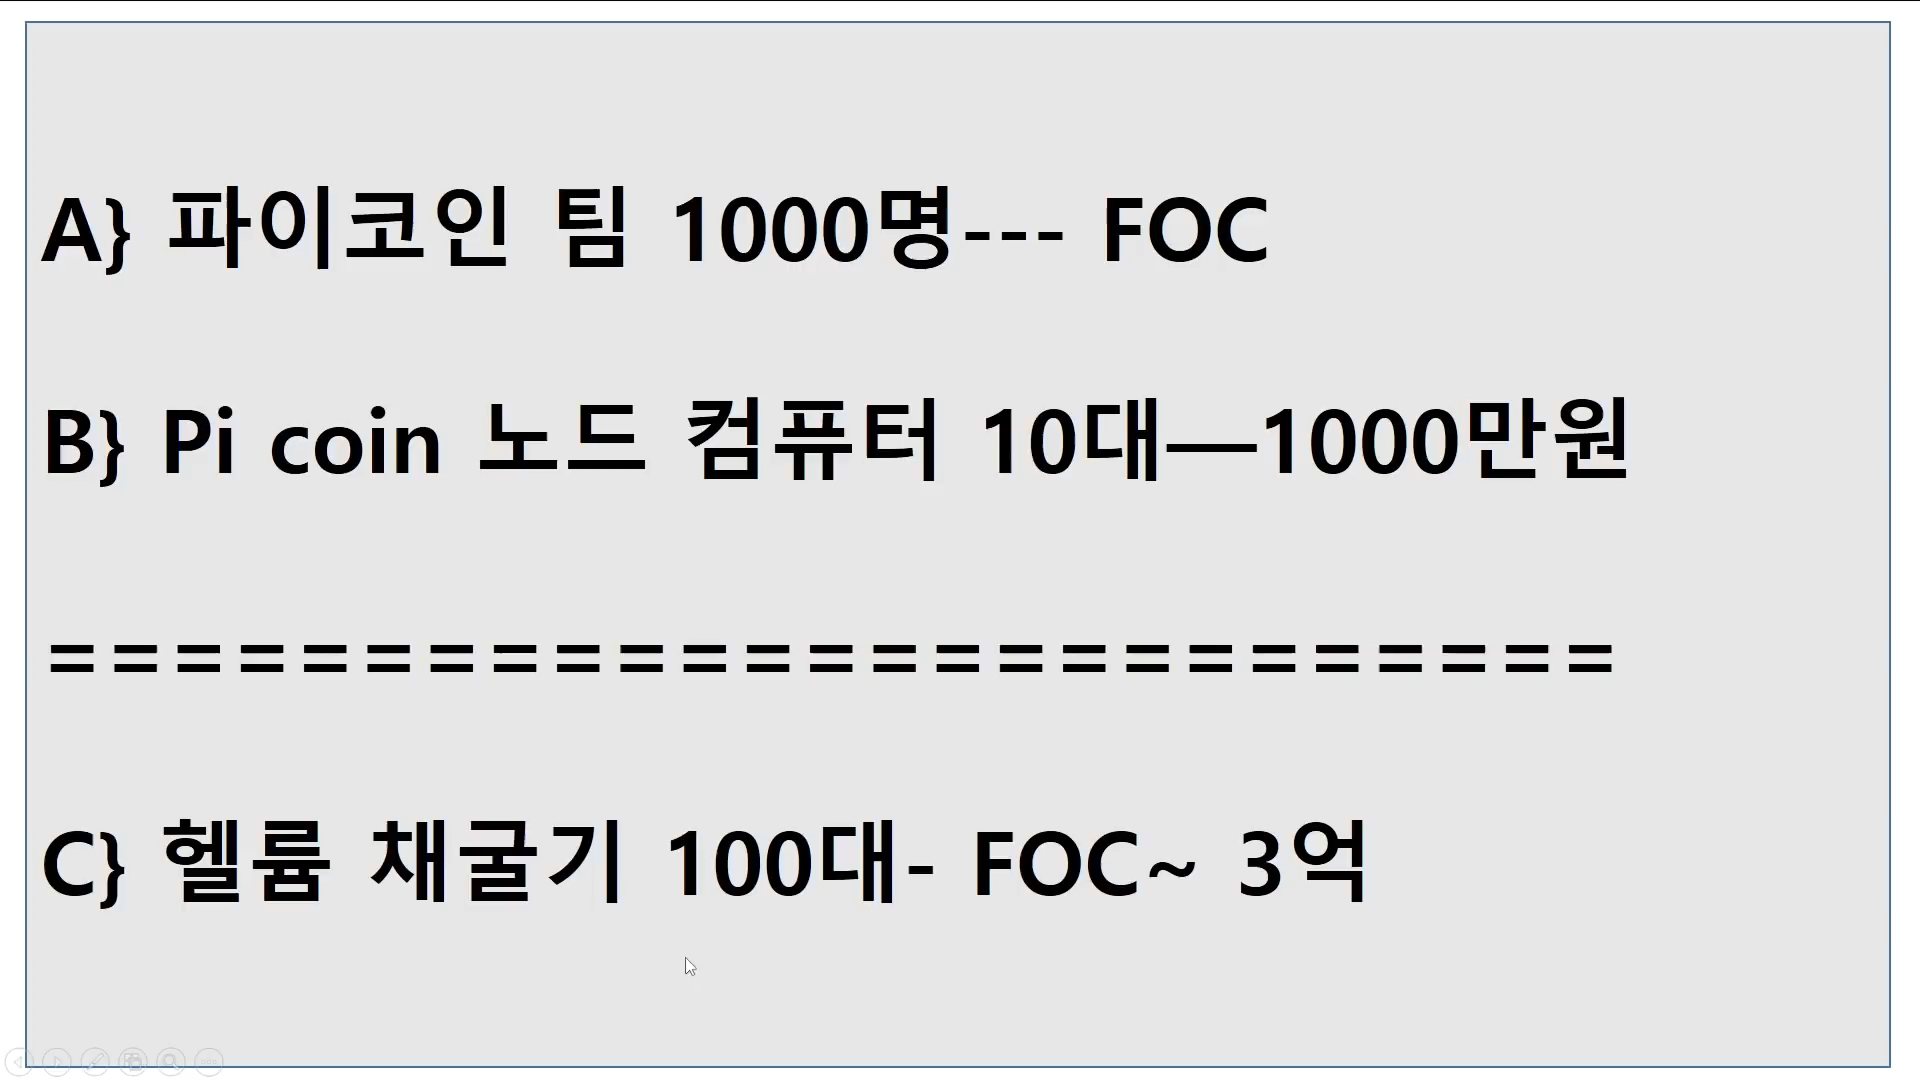 A} 파이코인 팀 1000명--- FOC
B} Pi coin 노드 컴퓨터 10대—1000만원
=========================
C} 헬륨 채굴기 100대- FOC~ 3억